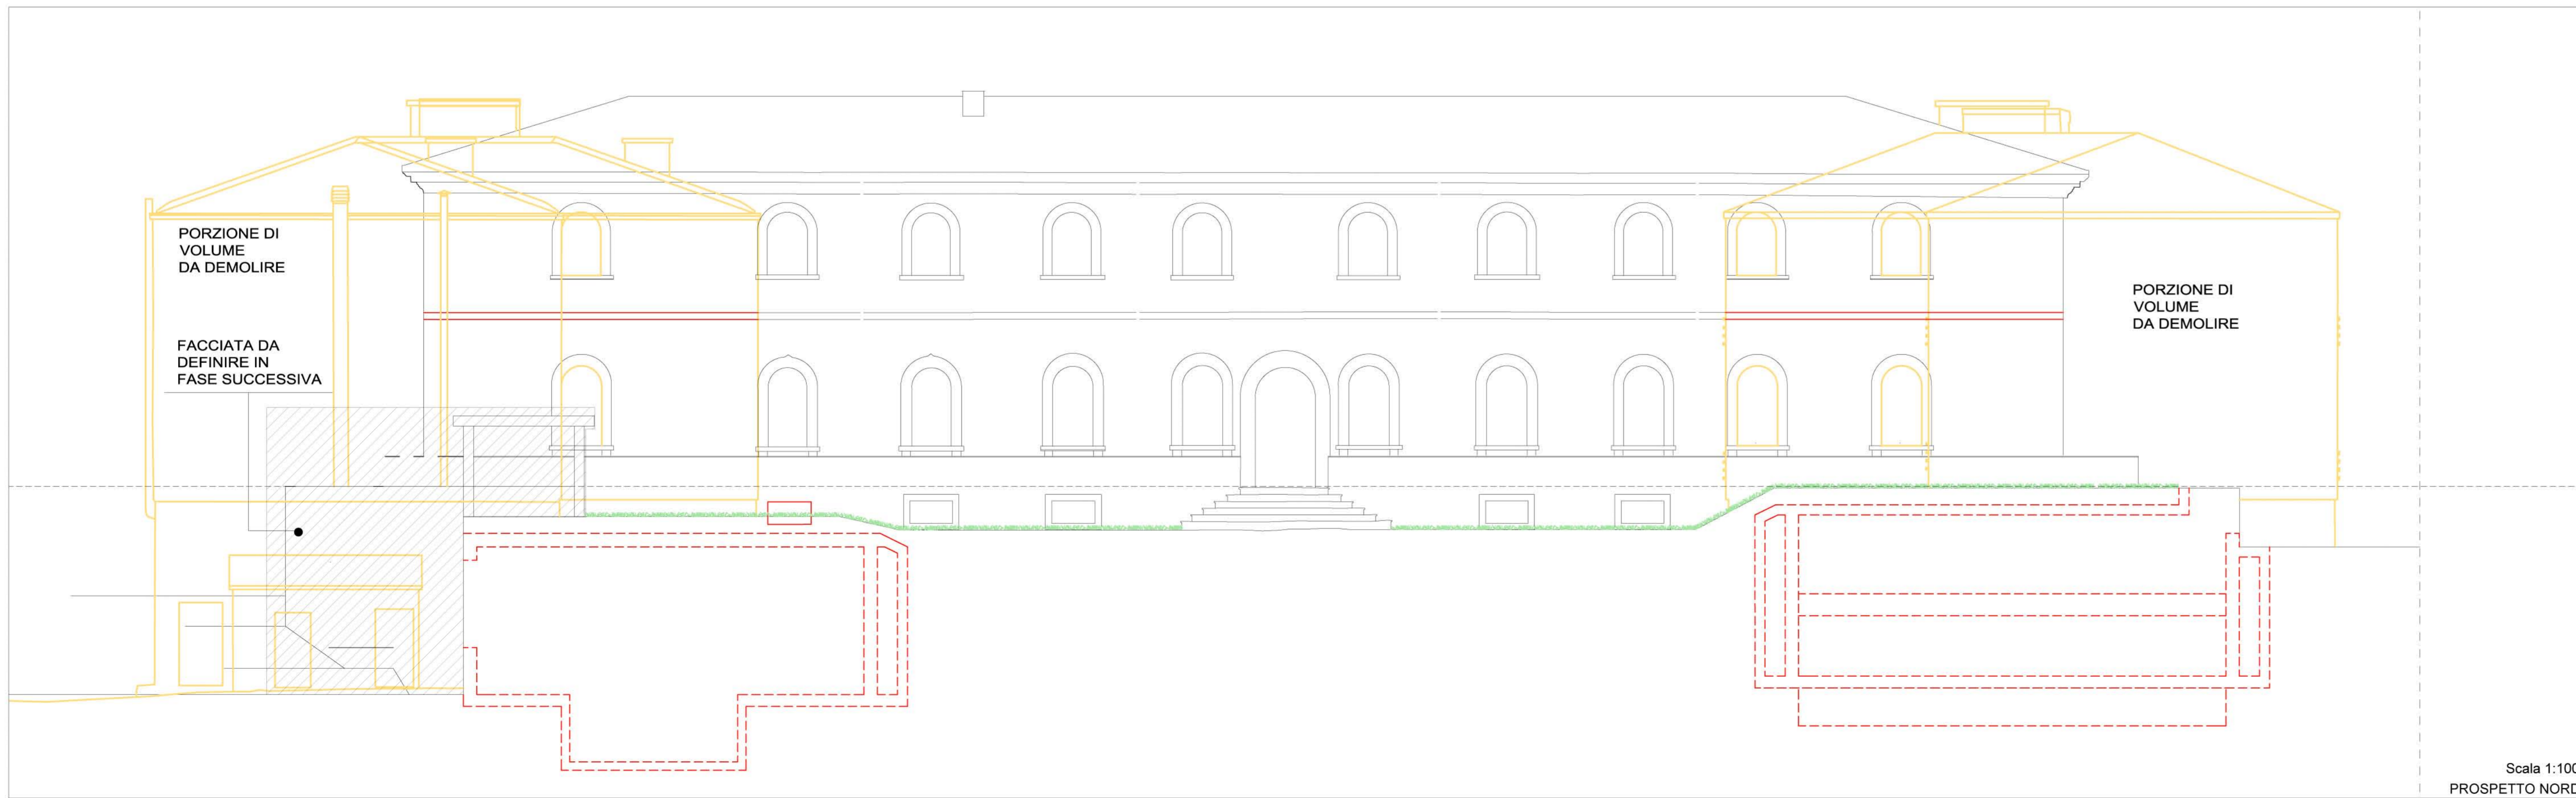 PORZIONE DI
VOLUME
DA DEMOLIRE
FACCIATA DA
DEFINIRE IN
FASE SUCCESSIVA
PORZIONE DI
VOLUME
DA DEMOLIRE
Scala 1:100
PROSPETTO NORD